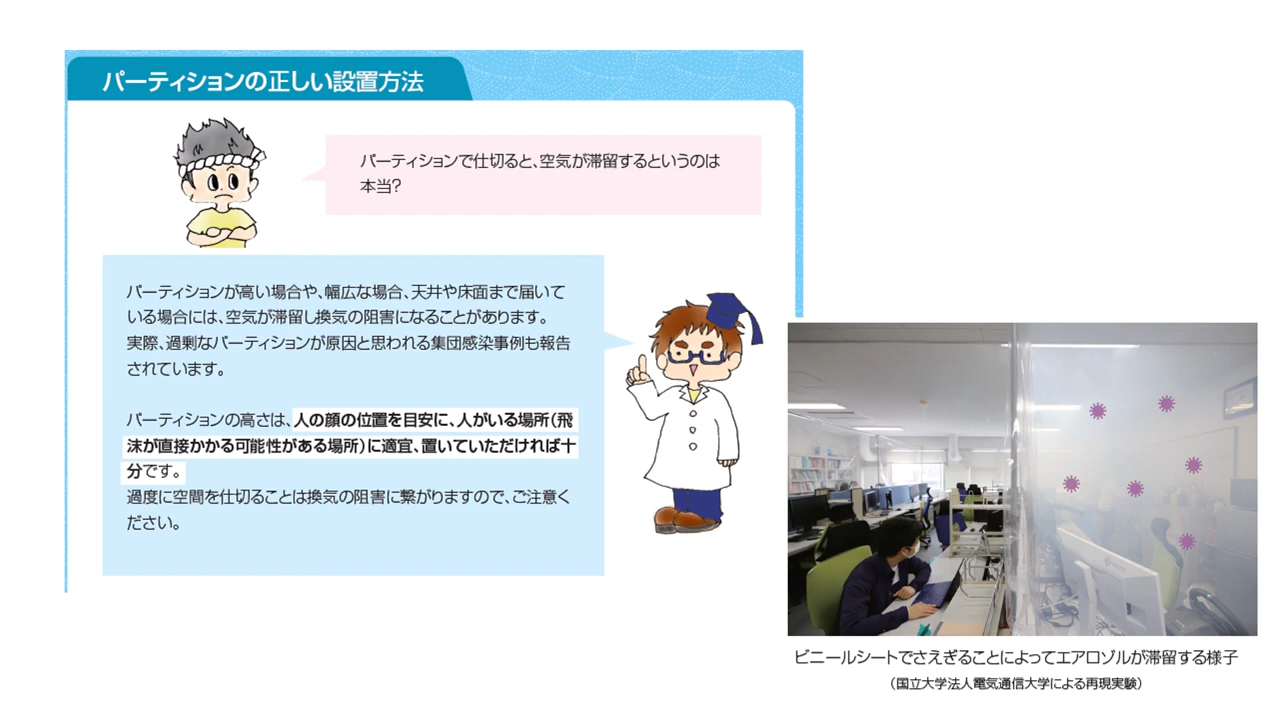 パーティションの正しい設置方法
パーティションで仕切ると、空気が滞留するというのは
本当?
パーティションが高い場合や、幅広な場合、天井や床面まで届いて
いる場合には、空気が滞留し換気の阻害になることがあります。
実際、過剰なパーティションが原因と思われる集団感染事例も報告
されています。
パーティションの高さは、人の顔の位置を目安に、人がいる場所(飛
沫が直接かかる可能性がある場所)に適宜、置いていただければ十
分です。
過度に空間を仕切ることは換気の阻害に繋がりますので、ご注意く
ださい。
ビニールシートでさえぎることによってエアロゾルが滞留する様子
(国立大学法人電気通信大学による再現実験)